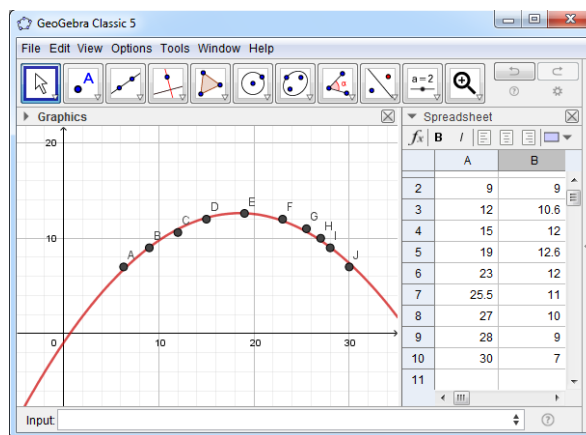 GeoGebra Classic 5
File Edit View Options Tools Window Help
A
a = 2
Graphics
Spreadsheet
fx B I
20
10
0 10 20 30
A B C D E F G H I J
A B
2 9 9
3 12 10.6
4 15 12
5 19 12.6
6 23 12
7 25.5 11
8 27 10
9 28 9
10 30 7
11
Input: